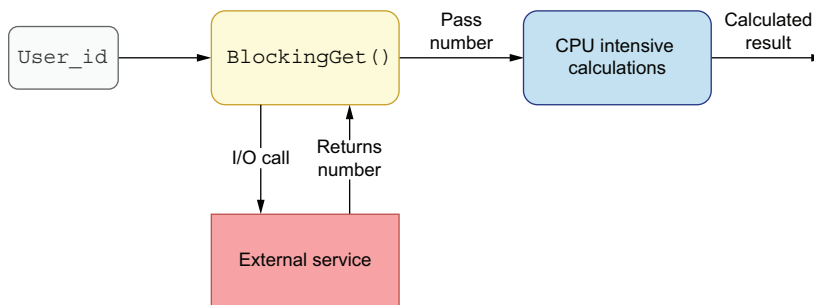 Pass
number
Calculated
result
User_id
BlockingGet()
CPU intensive
calculations
I/O call
Returns
number
External service